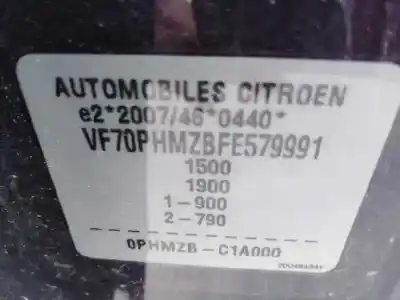 AUTOMOBILES CITROEN
e2*2007/46*0440*
VF70PHMZBFE579991
1500
1900
1-900
2-790
0PHMZB-C1A000